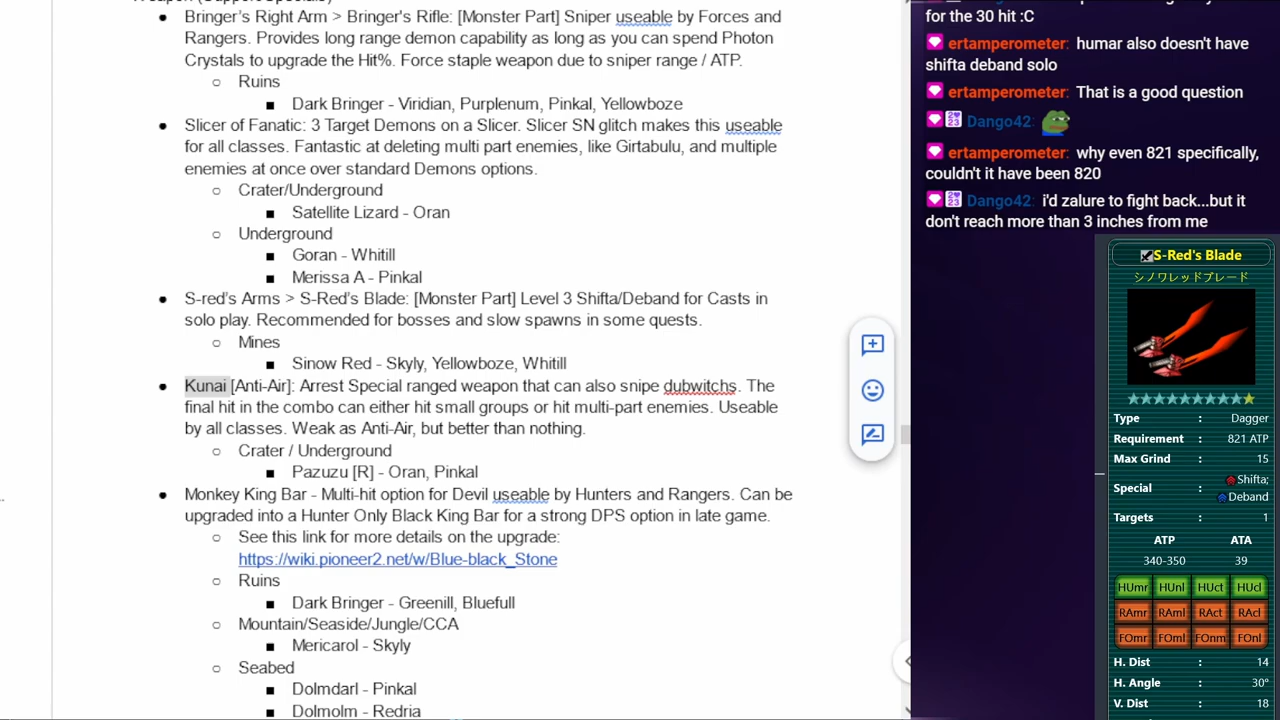 Bringer's Right Arm > Bringer's Rifle: [Monster Part] Sniper useable by Forces and
Rangers. Provides long range demon capability as long as you can spend Photon
Crystals to upgrade the Hit%. Force staple weapon due to sniper range / ATP.
Ruins
Dark Bringer - Viridian, Purplenum, Pinkal, Yellowboze
Slicer of Fanatic: 3 Target Demons on a Slicer. Slicer SN glitch makes this useable
for all classes. Fantastic at deleting multi part enemies, like Girtabulu, and multiple
enemies at once over standard Demons options.
Crater/Underground
Satellite Lizard - Oran
Underground
Goran - Whitill
Merissa A - Pinkal
S-red's Arms > S-Red's Blade: [Monster Part] Level 3 Shifta/Deband for Casts in
solo play. Recommended for bosses and slow spawns in some quests.
Mines
Sinow Red - Skyly, Yellowboze, Whitill
Kunai [Anti-Air]: Arrest Special ranged weapon that can also snipe dubwitchs. The
final hit in the combo can either hit small groups or hit multi-part enemies. Useable
by all classes. Weak as Anti-Air, but better than nothing.
Crater / Underground
Pazuzu [R] - Oran, Pinkal
Monkey King Bar - Multi-hit option for Devil useable by Hunters and Rangers. Can be
upgraded into a Hunter Only Black King Bar for a strong DPS option in late game.
See this link for more details on the upgrade:
https://wiki.pioneer2.net/w/Blue-black_Stone
Ruins
Dark Bringer - Greenill, Bluefull
Mountain/Seaside/Jungle/CCA
Mericarol - Skyly
Seabed
Dolmdarl - Pinkal
Dolmolm - Redria
for the 30 hit :C
ertamperometer: humar also doesn't have
shifta deband solo
ertamperometer: That is a good question
Dango42:
ertamperometer: why even 821 specifically,
couldn't it have been 820
Dango42: i'd zalure to fight back...but it
don't reach more than 3 inches from me
S-Red's Blade
シノワレッドブレード
Type : Dagger
Requirement : 821 ATP
Max Grind : 15
Special : Shifta;
Deband
Targets : 1
ATP ATA
340-350 39
HUmr HUnl HUct HUcl
RAmr RAml RAct RAcl
FOmr FOml FOnm FOnl
H. Dist : 14
H. Angle : 30°
V. Dist : 18